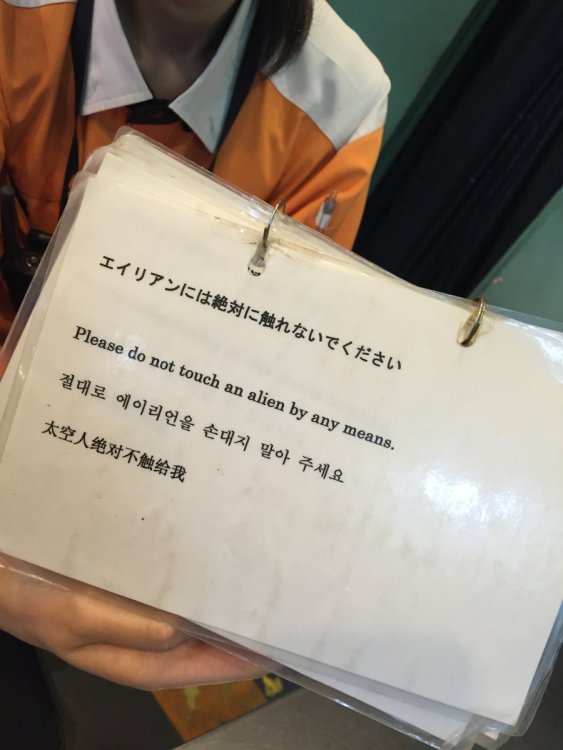 エイリアンには絶対に触れないでください
Please do not touch an alien by any means.
절대로 에이리언을 손대지 말아 주세요
太空人绝对不触给我